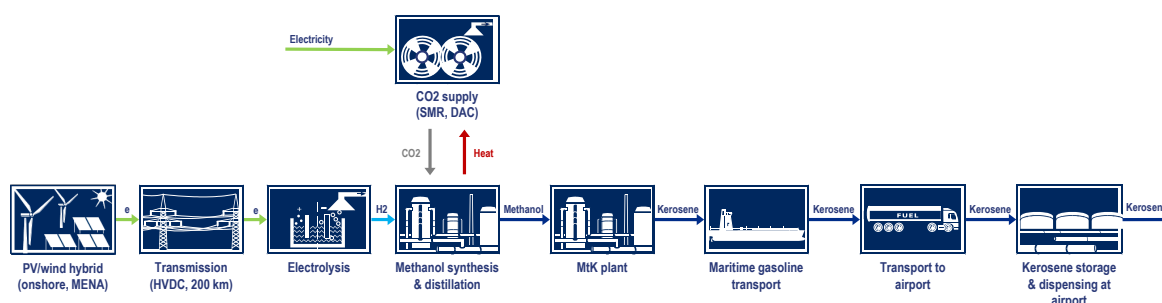 Electricity
CO2 supply
(SMR, DAC)
CO2
Heat
e
e
H2
Methanol
Kerosene
Kerosene
Kerosene
Kerosen
FUEL
PV/wind hybrid
(onshore, MENA)
Transmission
(HVDC, 200 km)
Electrolysis
Methanol synthesis
& distillation
MtK plant
Maritime gasoline
transport
Transport to
airport
Kerosene storage
& dispensing at
airport